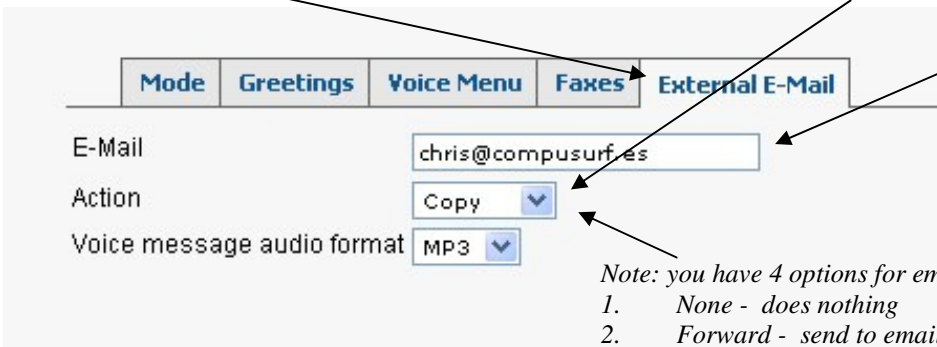 Mode Greetings Voice Menu Faxes External E-Mail
E-Mail chris@compusurf.es
Action Copy
Voice message audio format MP3
Note: you have 4 options for em
1. None - does nothing
2. Forward - send to email